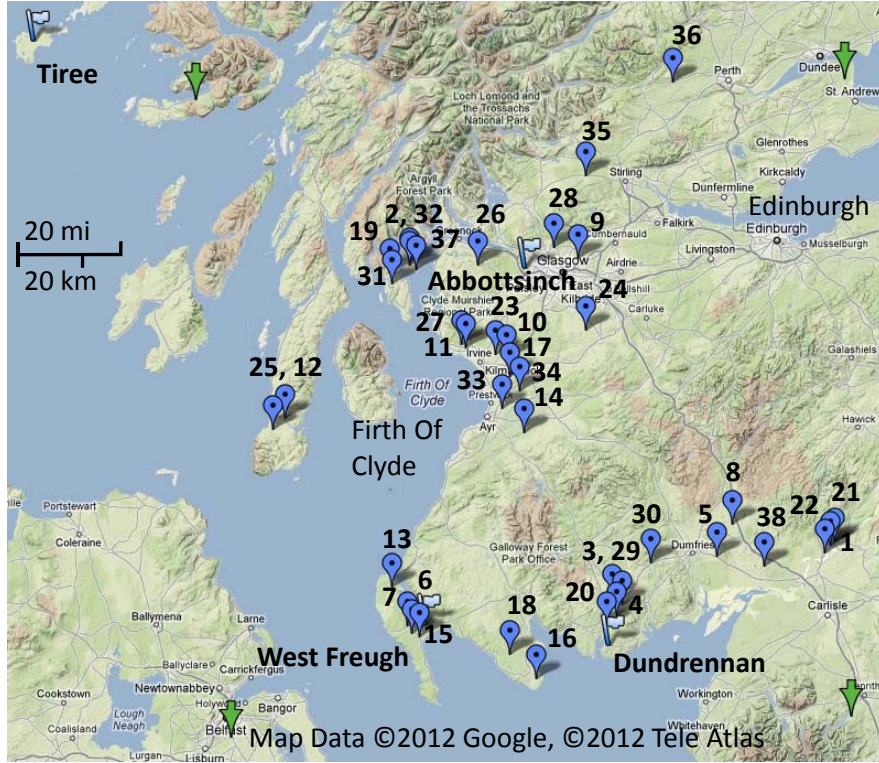 36
Tiree
Perth
Dundee
St. Andrew
Loch Lomond and
the Trossachs
National Park
35
Glenrothes
Stirling
Kirkcaldy
Argyll
Forest Park
Dunfermline
2, 32
26
28
9
Edinburgh
19
37
Falkirk
Cumbernauld
Edinburgh
Musselburgh
20 mi
Livingston
20 km
31
Glasgow
Airdrie
Abbottsinch
Paisley
East
24
Clyde Muirshiel
Regional Park
23
Carluke
27
10
11
Irvine
17
Galashiels
25, 12
33
34
Firth Of
Clyde
Prestwick
14
Ayr
Hawick
Firth Of
Clyde
8
Portstewart
Coleraine
30
5
22
21
38
1
13
Galloway Forest
Park Office
3, 29
Dumfries
6
7
20
4
Carlisle
Ballymena
Larne
18
15
16
West Freugh
Dundrennan
Ballyclare
Carrickfergus
Newtownabbey
Workington
Cookstown
Holywood
Bangor
Lough
Neagh
Belfast
Whitehaven
Coalisland
Map Data ©2012 Google, ©2012 Tele Atlas
Lurgan
Lisburn